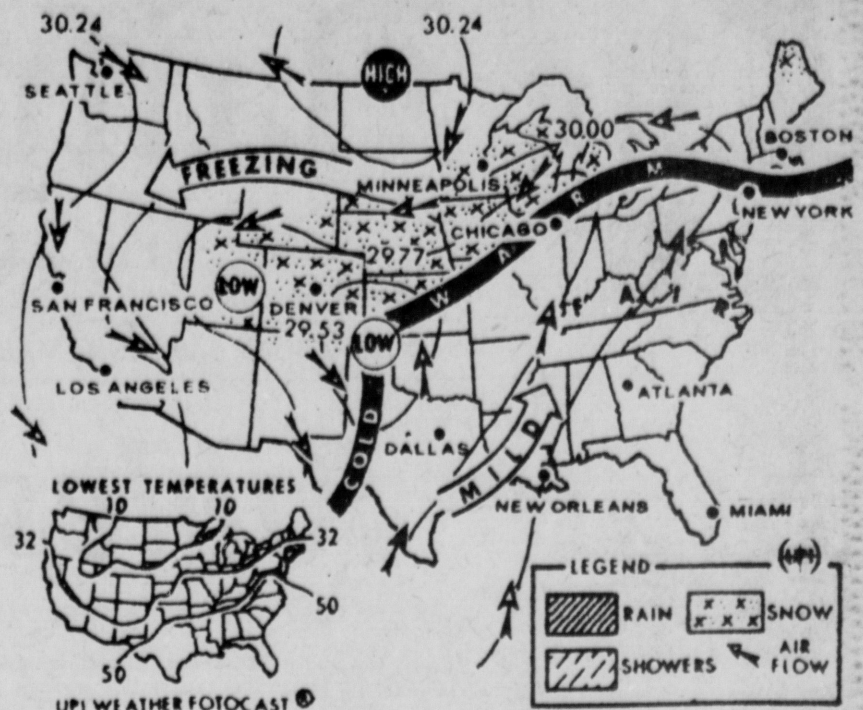 30.24
30.24
HIGH
SEATTLE
30.00
BOSTON
FREEZING
MINNEAPOLIS
WARM
NEW YORK
CHICAGO
29.77
LOW
SAN FRANCISCO
DENVER
29.53
FAIR
LOW
LOS ANGELES
ATLANTA
COLD
DALLAS
MILD
NEW ORLEANS
MIAMI
LOWEST TEMPERATURES
10
10
32
32
50
50
UPI WEATHER FOTOCAST ®
LEGEND
RAIN
SNOW
SHOWERS
AIR
FLOW